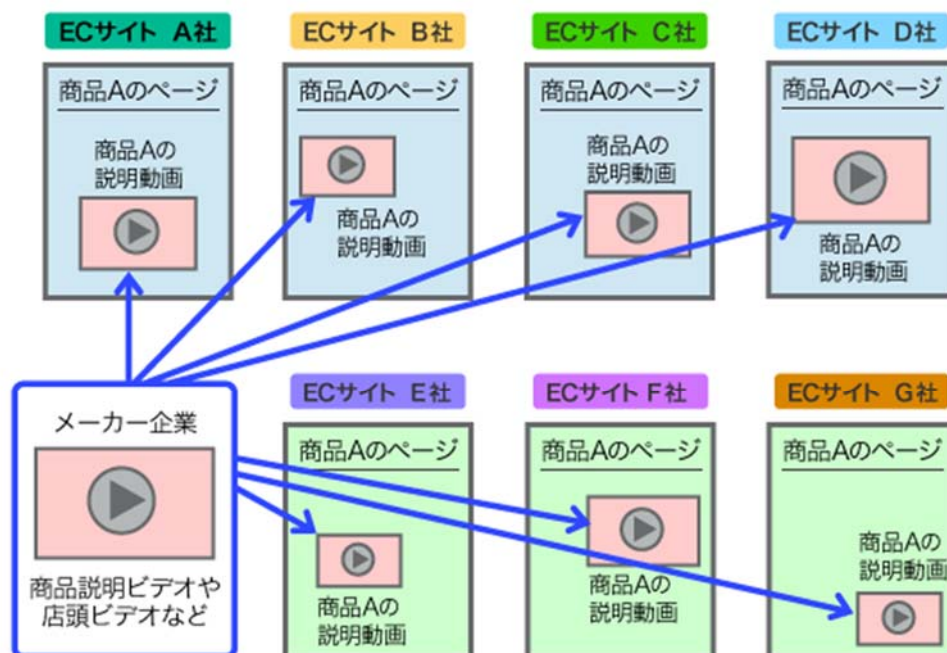 ECサイト A社
ECサイト B社
ECサイト C社
ECサイト D社
商品Aのページ
商品Aの
説明動画
商品Aのページ
商品Aの
説明動画
商品Aのページ
商品Aの
説明動画
商品Aのページ
商品Aの
説明動画
メーカー企業
商品説明ビデオや
店頭ビデオなど
ECサイト E社
ECサイト F社
ECサイト G社
商品Aのページ
商品Aの
説明動画
商品Aのページ
商品Aの
説明動画
商品Aのページ
商品Aの
説明動画